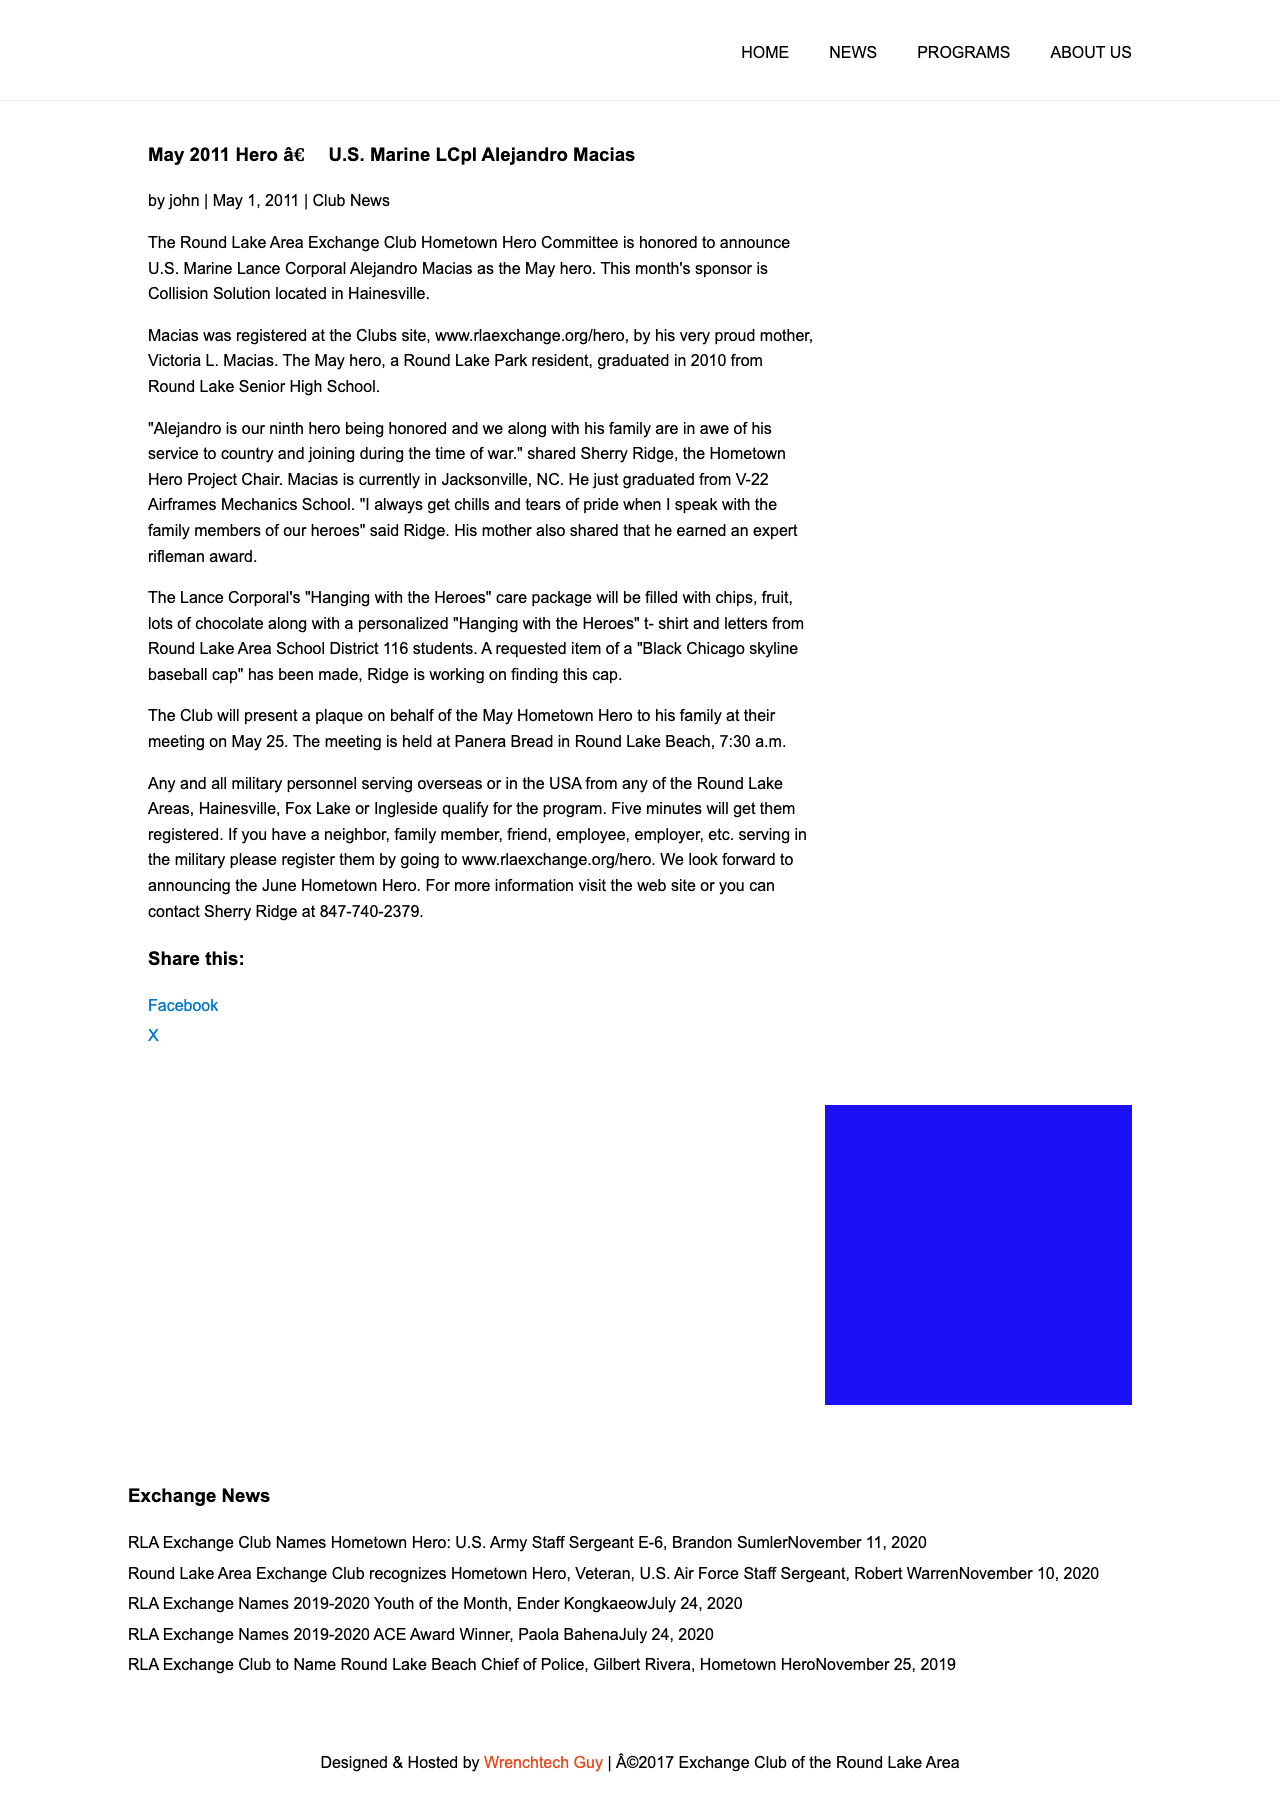 HOME NEWS PROGRAMS ABOUT US
May 2011 Hero â€ U.S. Marine LCpl Alejandro Macias
by john | May 1, 2011 | Club News
The Round Lake Area Exchange Club Hometown Hero Committee is honored to announce
U.S. Marine Lance Corporal Alejandro Macias as the May hero. This month's sponsor is
Collision Solution located in Hainesville.
Macias was registered at the Clubs site, www.rlaexchange.org/hero, by his very proud mother,
Victoria L. Macias. The May hero, a Round Lake Park resident, graduated in 2010 from
Round Lake Senior High School.
"Alejandro is our ninth hero being honored and we along with his family are in awe of his
service to country and joining during the time of war." shared Sherry Ridge, the Hometown
Hero Project Chair. Macias is currently in Jacksonville, NC. He just graduated from V-22
Airframes Mechanics School. "I always get chills and tears of pride when I speak with the
family members of our heroes" said Ridge. His mother also shared that he earned an expert
rifleman award.
The Lance Corporal's "Hanging with the Heroes" care package will be filled with chips, fruit,
lots of chocolate along with a personalized "Hanging with the Heroes" t- shirt and letters from
Round Lake Area School District 116 students. A requested item of a "Black Chicago skyline
baseball cap" has been made, Ridge is working on finding this cap.
The Club will present a plaque on behalf of the May Hometown Hero to his family at their
meeting on May 25. The meeting is held at Panera Bread in Round Lake Beach, 7:30 a.m.
Any and all military personnel serving overseas or in the USA from any of the Round Lake
Areas, Hainesville, Fox Lake or Ingleside qualify for the program. Five minutes will get them
registered. If you have a neighbor, family member, friend, employee, employer, etc. serving in
the military please register them by going to www.rlaexchange.org/hero. We look forward to
announcing the June Hometown Hero. For more information visit the web site or you can
contact Sherry Ridge at 847-740-2379.
Share this:
Facebook
X
Exchange News
RLA Exchange Club Names Hometown Hero: U.S. Army Staff Sergeant E-6, Brandon SumlerNovember 11, 2020
Round Lake Area Exchange Club recognizes Hometown Hero, Veteran, U.S. Air Force Staff Sergeant, Robert WarrenNovember 10, 2020
RLA Exchange Names 2019-2020 Youth of the Month, Ender KongkaeowJuly 24, 2020
RLA Exchange Names 2019-2020 ACE Award Winner, Paola BahenaJuly 24, 2020
RLA Exchange Club to Name Round Lake Beach Chief of Police, Gilbert Rivera, Hometown HeroNovember 25, 2019
Designed & Hosted by Wrenchtech Guy | Â©2017 Exchange Club of the Round Lake Area